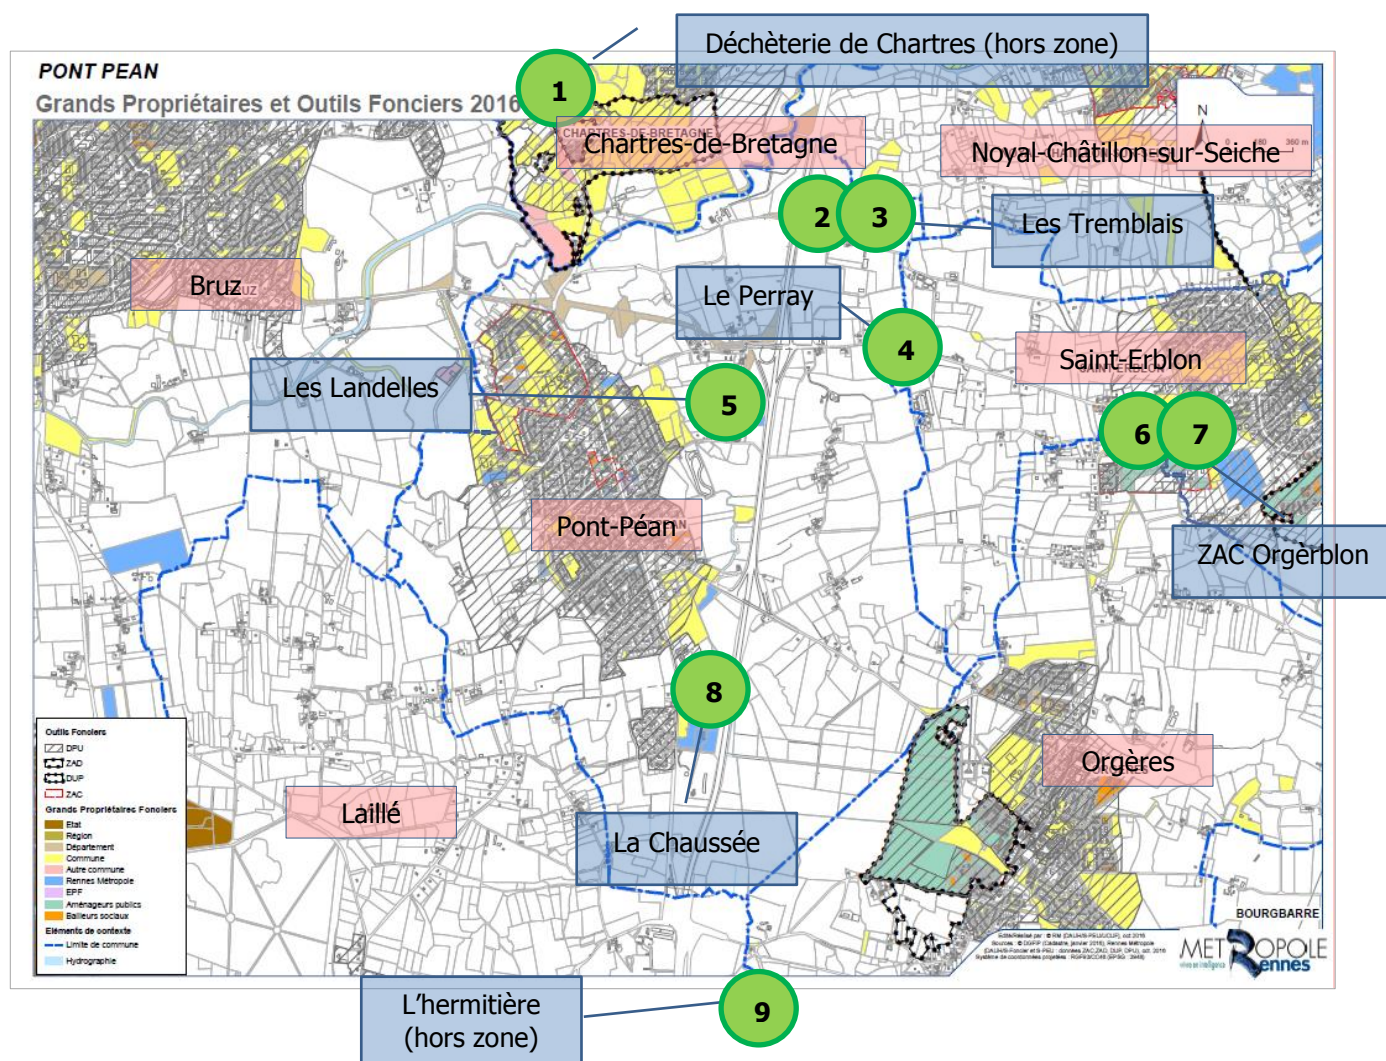 Déchèterie de Chartres (hors zone)
PONT PEAN
Grands Propriétaires et Outils Fonciers 2016
1
CHARTRES-DE-BRETAGNE
Chartres-de-Bretagne
Noyal-Châtillon-sur-Seiche
N
0
360 m
2
3
Les Tremblais
Bruz
Le Perray
4
Saint-Erblon
Les Landelles
5
6
7
Pont-Péan
ZAC Orgerblon
8
Orgères
Laillé
La Chaussée
Outils Fonciers
DPU
ZAD
DUP
ZAC
Grands Propriétaires Fonciers
Etat
Région
Département
Commune
Autre commune
Rennes Métropole
EPF
Aménageurs publics
Bailleurs sociaux
Eléments de contexte
Limite de commune
Hydrographie
BOURGBARRE
METROPOLE
Rennes
L'hermitière
(hors zone)
9